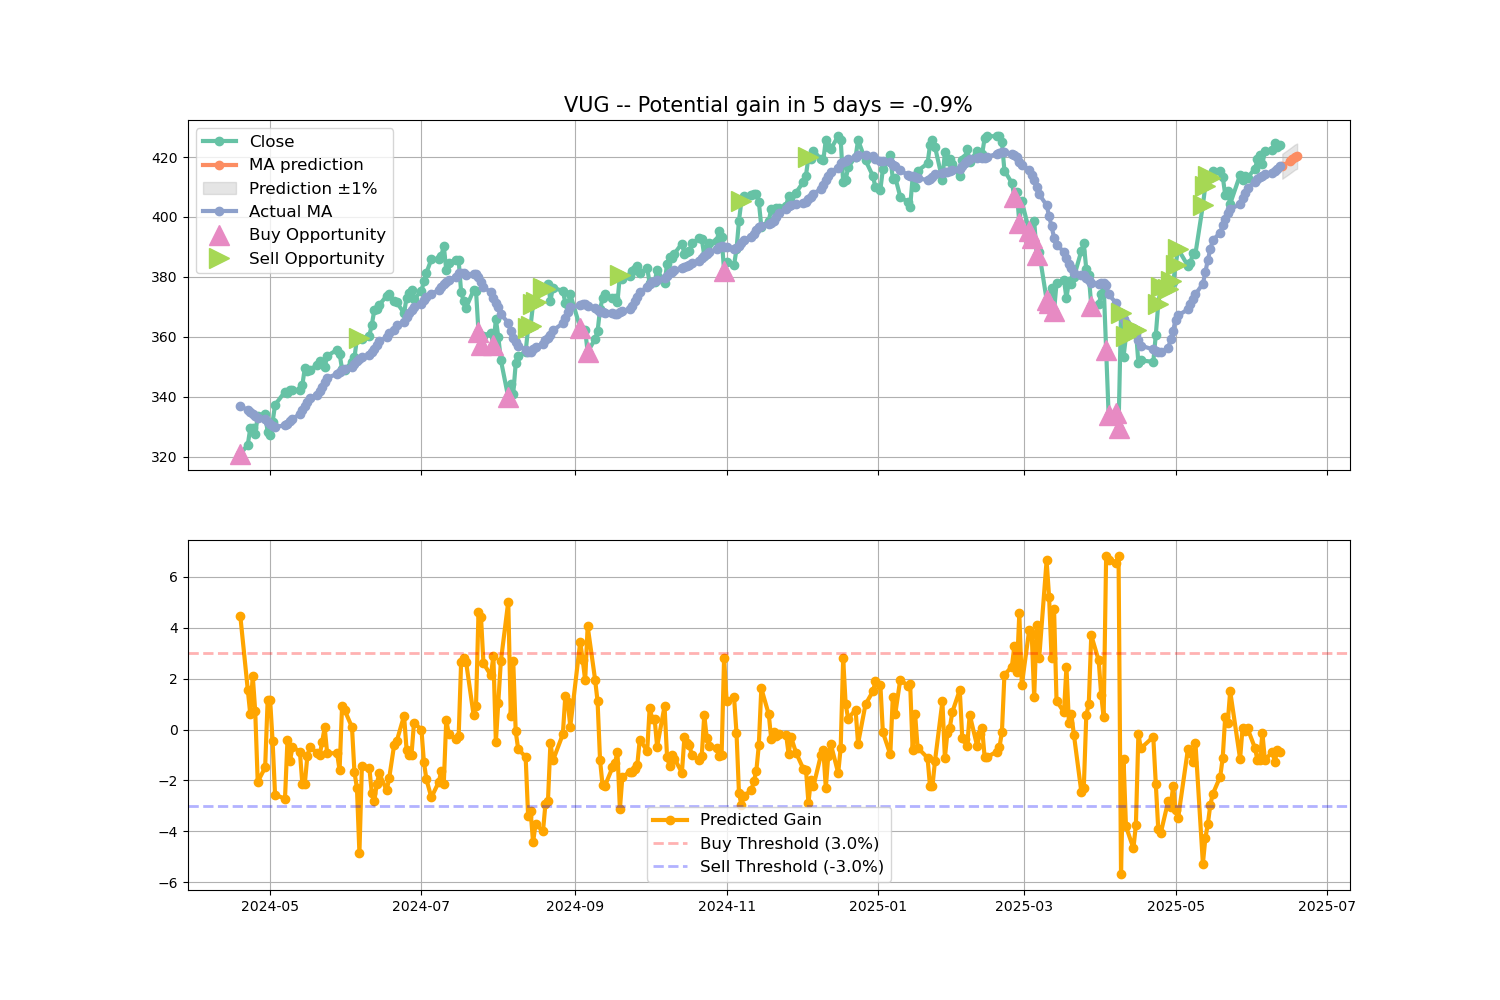 VUG -- Potential gain in 5 days = -0.9%
Close
MA prediction
Prediction ±1%
Actual MA
Buy Opportunity
Sell Opportunity
420
400
380
360
340
320
6
4
2
0
−2
−4
−6
Predicted Gain
Buy Threshold (3.0%)
Sell Threshold (-3.0%)
2024-05 2024-07 2024-09 2024-11 2025-01 2025-03 2025-05 2025-07